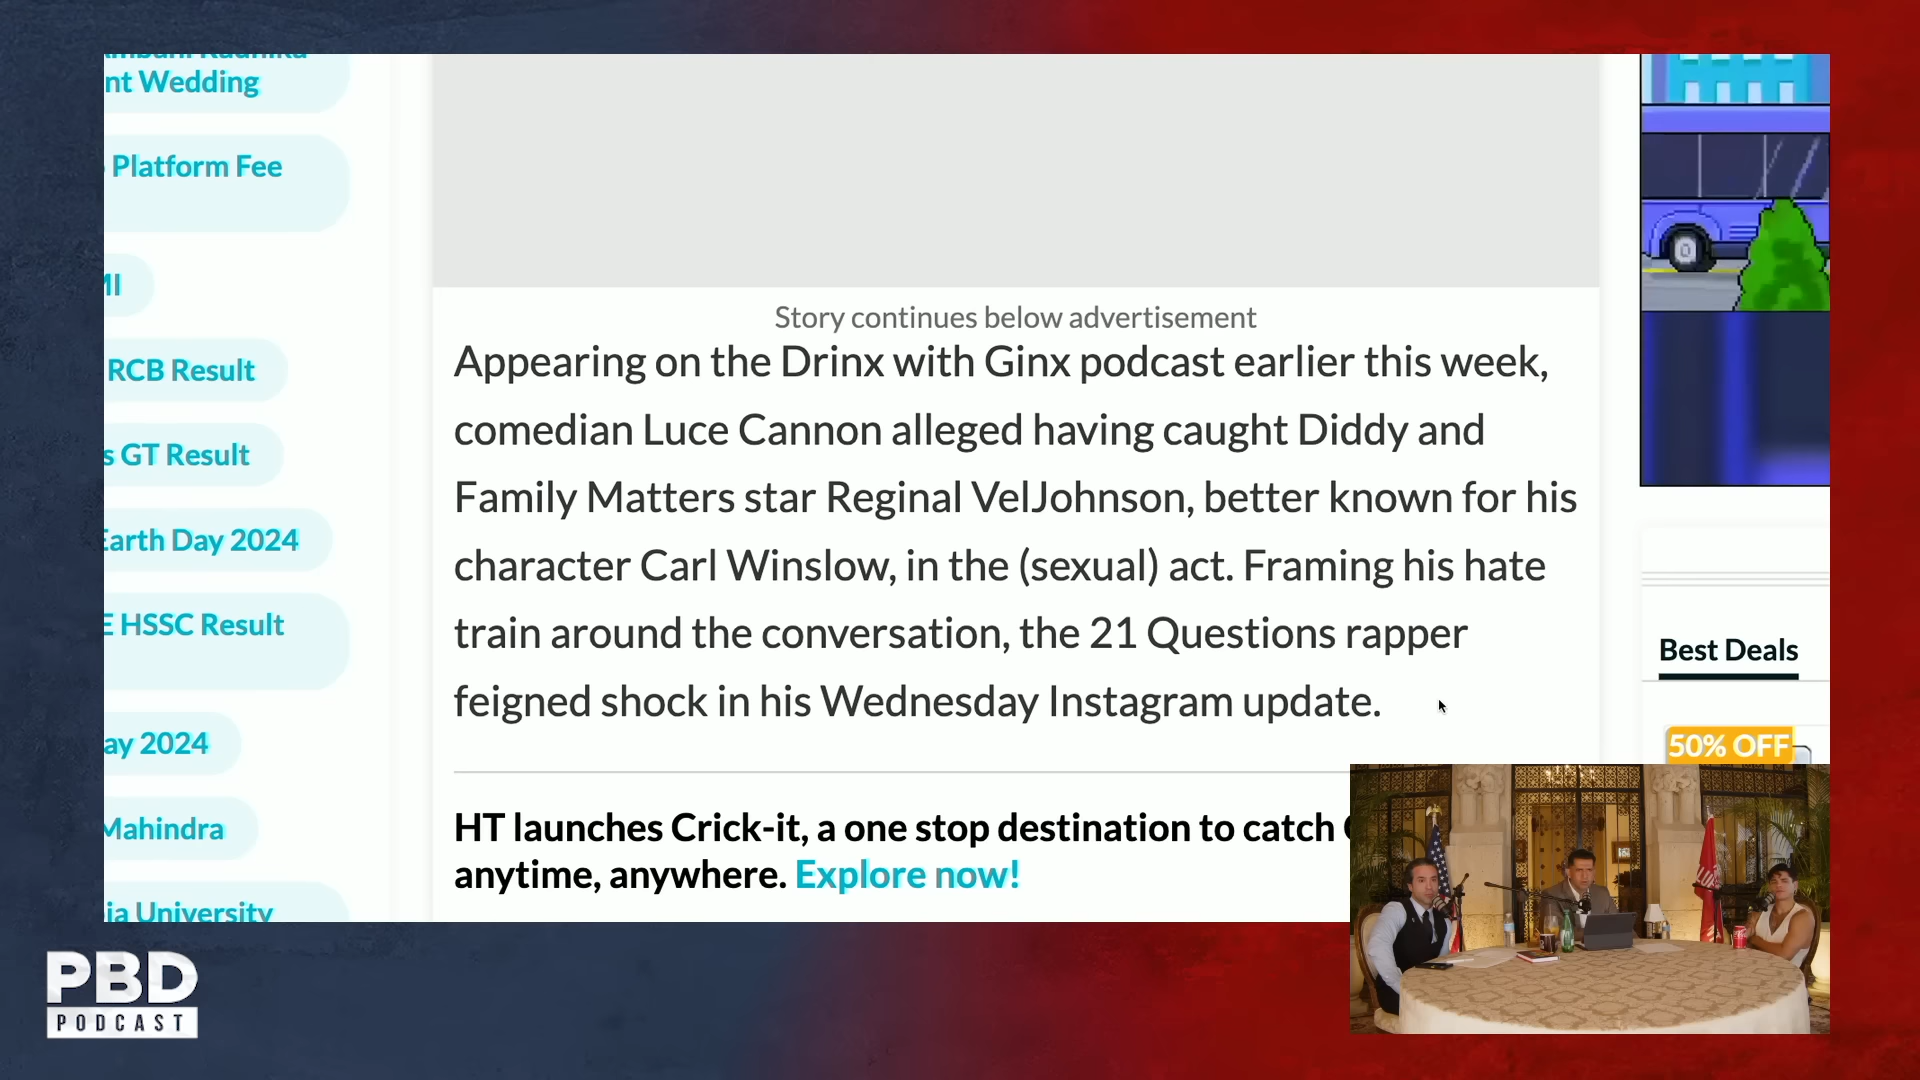 nt Wedding
Platform Fee
MI
RCB Result
s GT Result
Earth Day 2024
E HSSC Result
ay 2024
Mahindra
ia University
Story continues below advertisement
Appearing on the Drinx with Ginx podcast earlier this week,
comedian Luce Cannon alleged having caught Diddy and
Family Matters star Reginal VelJohnson, better known for his
character Carl Winslow, in the (sexual) act. Framing his hate
train around the conversation, the 21 Questions rapper
feigned shock in his Wednesday Instagram update.
HT launches Crick-it, a one stop destination to catch
anytime, anywhere. Explore now!
Best Deals
50% OFF
PBD
PODCAST